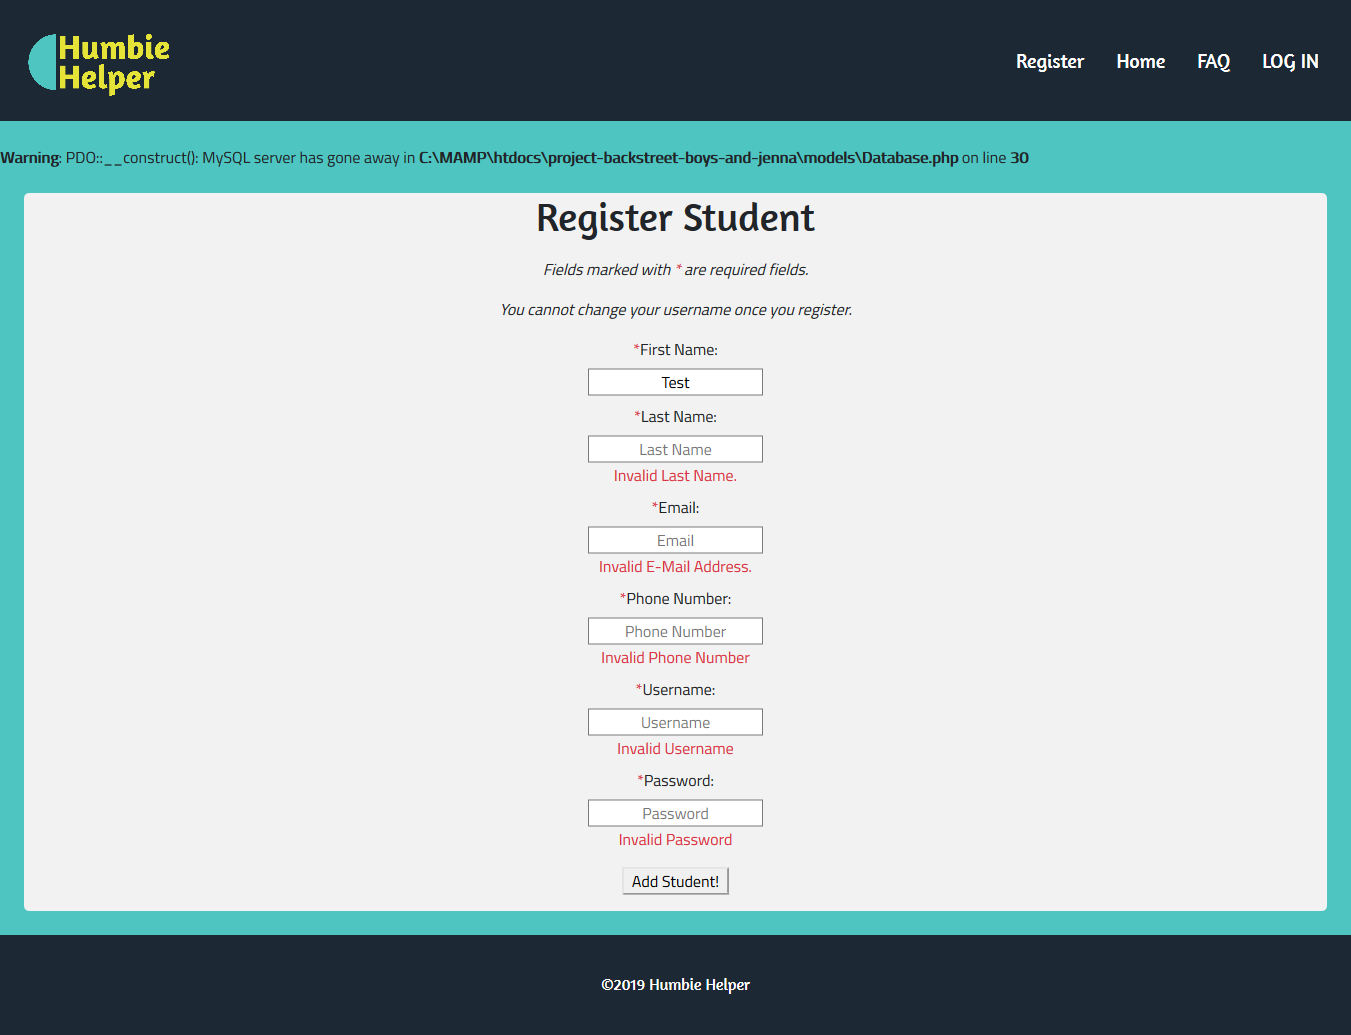 Humbie
Helper
Register Home FAQ LOG IN
Warning: PDO::__construct(): MySQL server has gone away in C:\MAMP\htdocs\project-backstreet-boys-and-jenna\models\Database.php on line 30
Register Student
Fields marked with * are required fields.
You cannot change your username once you register.
*First Name:
Test
*Last Name:
Last Name
Invalid Last Name.
*Email:
Email
Invalid E-Mail Address.
*Phone Number:
Phone Number
Invalid Phone Number
*Username:
Username
Invalid Username
*Password:
Password
Invalid Password
Add Student!
©2019 Humbie Helper